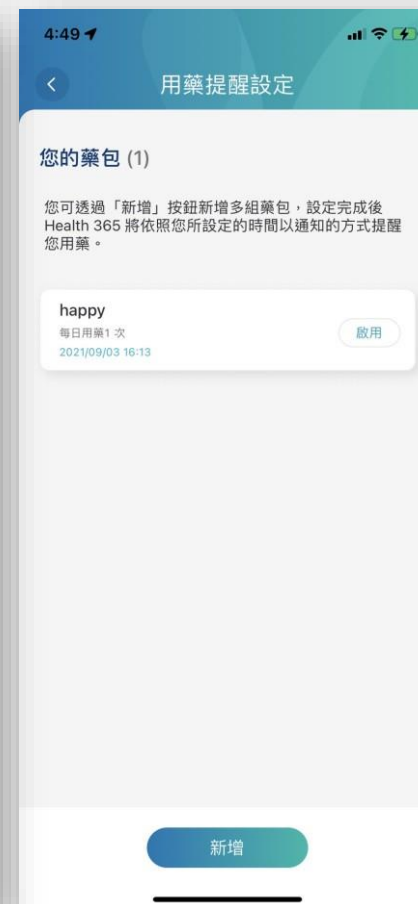 4:49
用藥提醒設定
您的藥包 (1)
您可透過「新增」按鈕新增多組藥包，設定完成後
Health 365 將依照您所設定的時間以通知的方式提醒
您用藥。
happy
每日用藥1 次
啟用
2021/09/03 16:13
新增